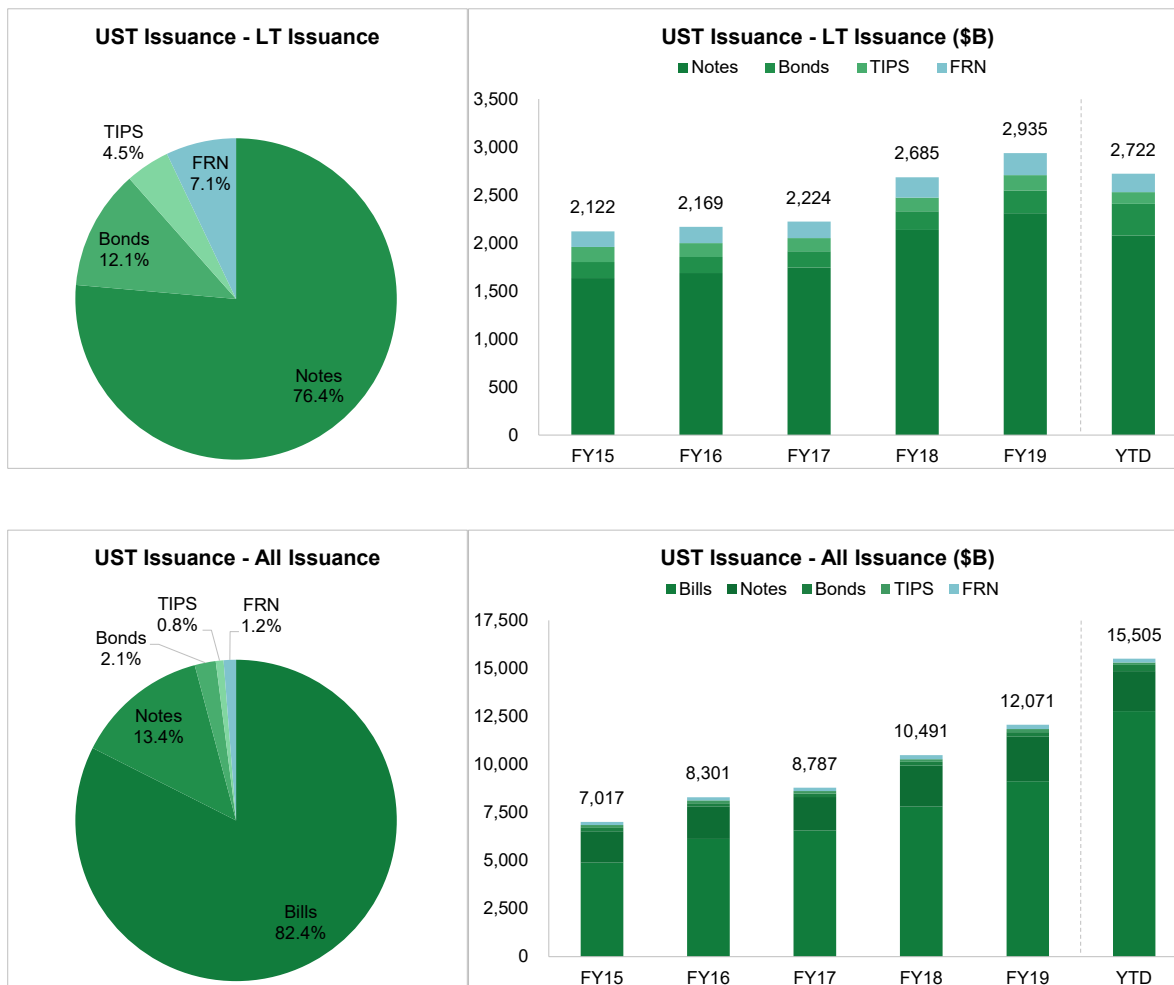 UST Issuance - LT Issuance
TIPS
4.5%
FRN
7.1%
Bonds
12.1%
Notes
76.4%
UST Issuance - LT Issuance ($B)
Notes Bonds TIPS FRN
3,500
3,000
2,500
2,000
1,500
1,000
500
0
2,122
2,169
2,224
2,685
2,935
2,722
FY15 FY16 FY17 FY18 FY19 YTD
UST Issuance - All Issuance
TIPS
0.8%
FRN
1.2%
Bonds
2.1%
Notes
13.4%
Bills
82.4%
UST Issuance - All Issuance ($B)
Bills Notes Bonds TIPS FRN
17,500
15,000
12,500
10,000
7,500
5,000
2,500
0
7,017
8,301
8,787
10,491
12,071
15,505
FY15 FY16 FY17 FY18 FY19 YTD